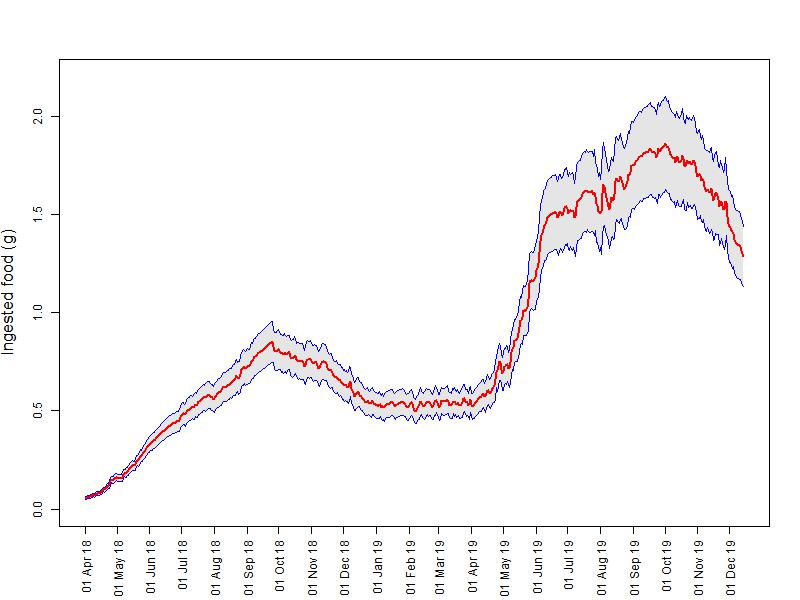 Ingested food (g)
2.0
1.5
1.0
0.5
0.0
01 Apr 18
01 May 18
01 Jun 18
01 Jul 18
01 Aug 18
01 Sep 18
01 Oct 18
01 Nov 18
01 Dec 18
01 Jan 19
01 Feb 19
01 Mar 19
01 Apr 19
01 May 19
01 Jun 19
01 Jul 19
01 Aug 19
01 Sep 19
01 Oct 19
01 Nov 19
01 Dec 19